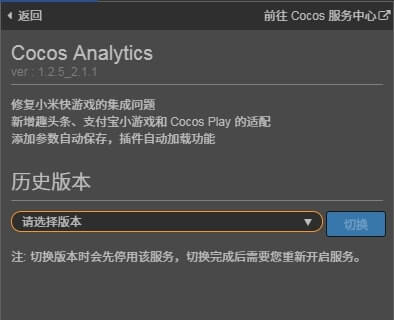 返回
前往 Cocos 服务中心
Cocos Analytics
ver : 1.2.5_2.1.1
修复小米快游戏的集成问题
新增趣头条、支付宝小游戏和 Cocos Play 的适配
添加参数自动保存，插件自动加载功能
历史版本
请选择版本
切换
注: 切换版本时会先停用该服务，切换完成后需要您重新开启服务。